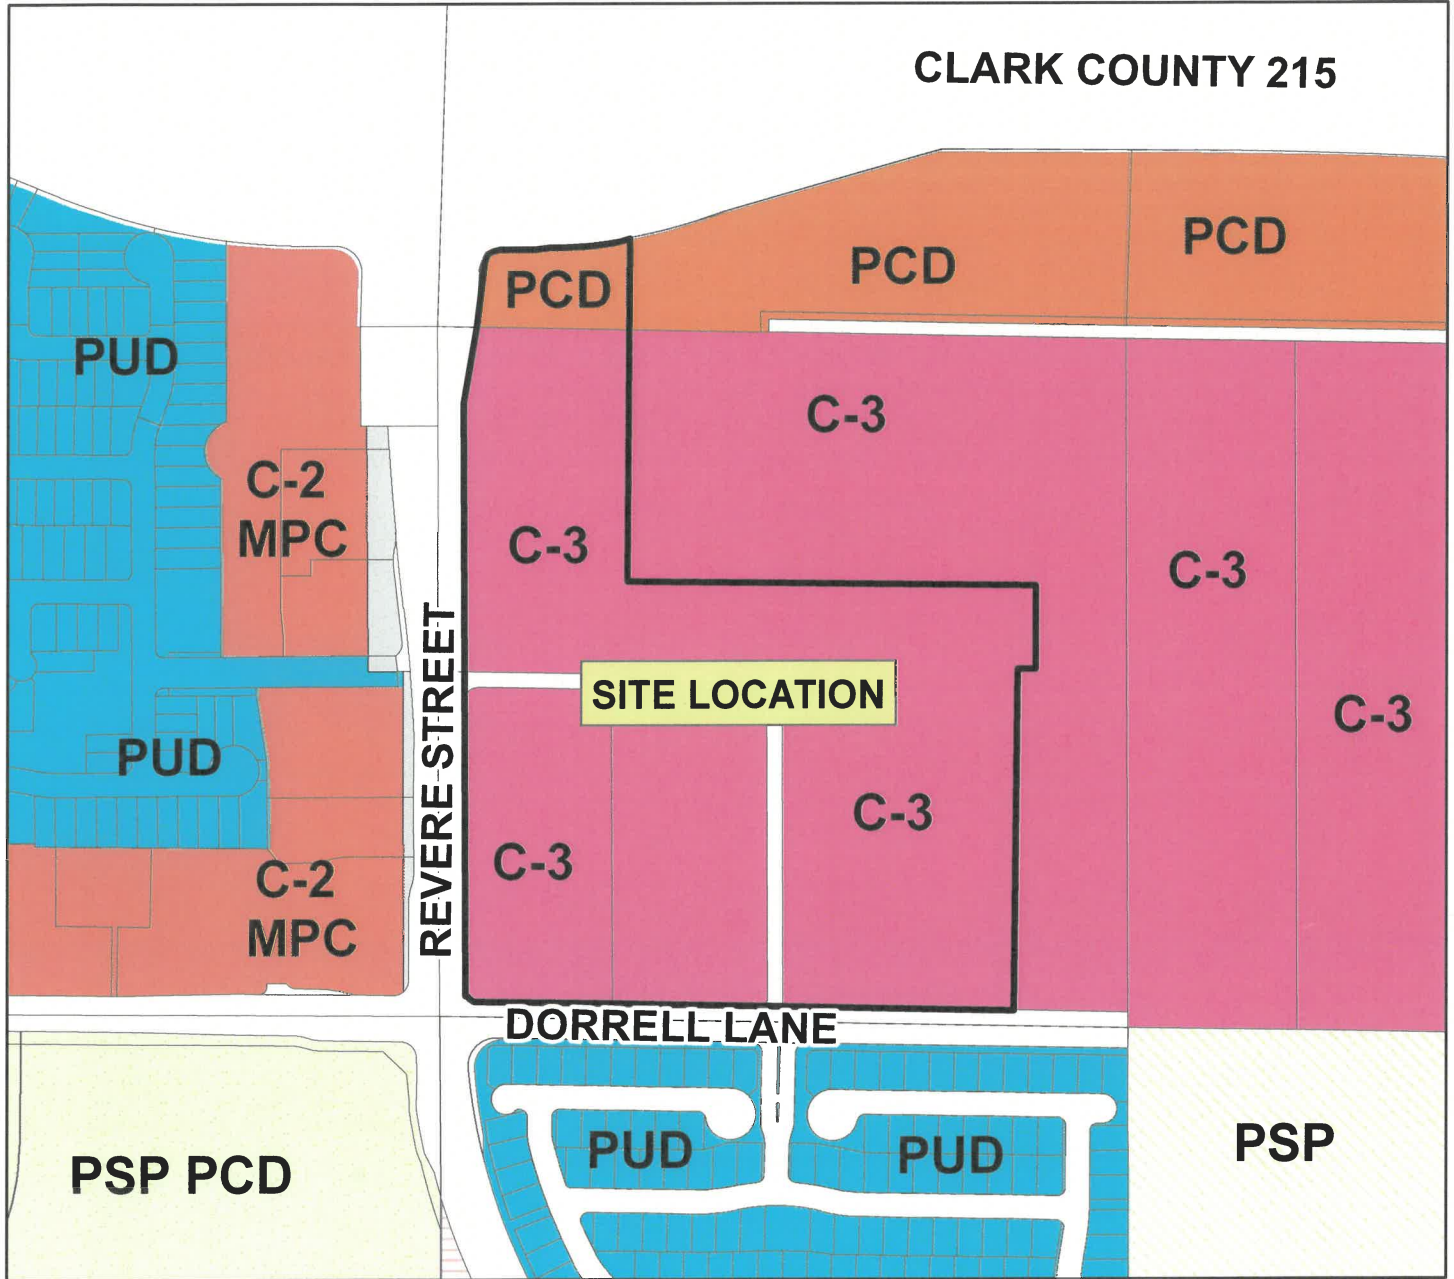 CLARK COUNTY 215
PCD
PCD
PCD
PUD
C-3
C-2
MPC
C-3
C-3
REVERE STREET
SITE LOCATION
C-3
PUD
C-3
C-3
C-2
MPC
DORRELL LANE
PUD
PUD
PSP
PSP PCD